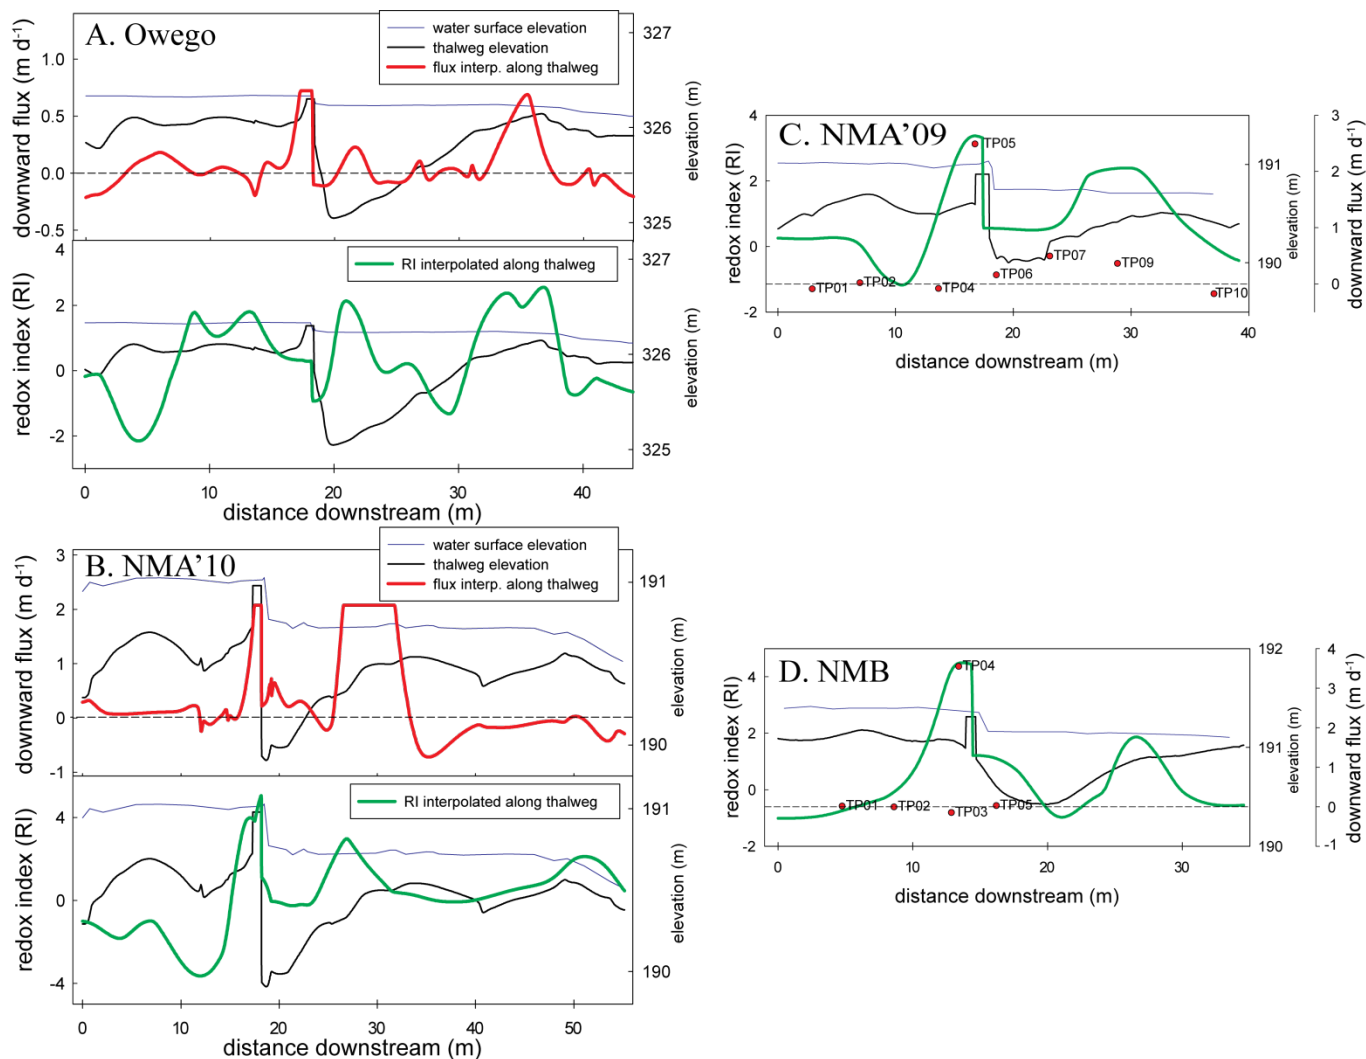 A. Owego
water surface elevation
thalweg elevation
flux interp. along thalweg
downward flux (m d⁻¹)
1.0
0.5
0.0
-0.5
327
326
325
elevation (m)
RI interpolated along thalweg
redox index (RI)
4
2
0
-2
327
326
325
elevation (m)
0
10
20
30
40
distance downstream (m)
B. NMA'10
water surface elevation
thalweg elevation
flux interp. along thalweg
downward flux (m d⁻¹)
3
2
1
0
-1
191
190
elevation (m)
RI interpolated along thalweg
redox index (RI)
4
0
-4
191
190
elevation (m)
0
10
20
30
40
50
distance downstream (m)
C. NMA'09
redox index (RI)
4
2
0
-2
TP01
TP02
TP04
TP05
TP06
TP07
TP09
TP10
191
190
elevation (m)
3
2
1
0
downward flux (m d⁻¹)
0
10
20
30
40
distance downstream (m)
D. NMB
redox index (RI)
4
2
0
-2
TP01
TP02
TP03
TP04
TP05
192
191
190
elevation (m)
4
3
2
1
0
-1
downward flux (m d⁻¹)
0
10
20
30
distance downstream (m)